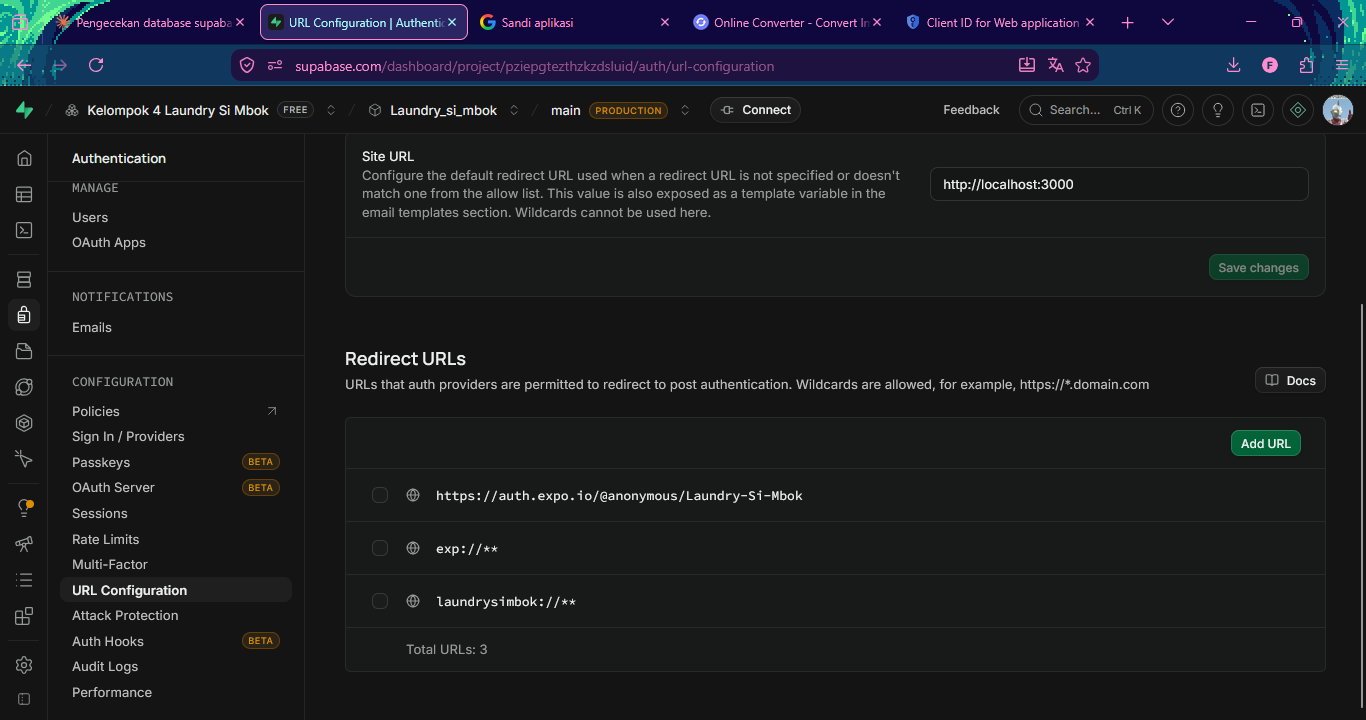 Pengecekan database supaba
URL Configuration | Authentic
Sandi aplikasi
Online Converter - Convert In
Client ID for Web application
supabase.com/dashboard/project/pziepgtezthzkzdsluid/auth/url-configuration
F
/ Kelompok 4 Laundry Si Mbok FREE / Laundry_si_mbok / main PRODUCTION Connect Feedback Search... Ctrl K
Authentication
MANAGE
Users
OAuth Apps
NOTIFICATIONS
Emails
CONFIGURATION
Policies
Sign In / Providers
Passkeys BETA
OAuth Server BETA
Sessions
Rate Limits
Multi-Factor
URL Configuration
Attack Protection
Auth Hooks BETA
Audit Logs
Performance
Site URL
Configure the default redirect URL used when a redirect URL is not specified or doesn't
match one from the allow list. This value is also exposed as a template variable in the
email templates section. Wildcards cannot be used here.
http://localhost:3000
Save changes
Redirect URLs
URLs that auth providers are permitted to redirect to post authentication. Wildcards are allowed, for example, https://*.domain.com
Docs
Add URL
https://auth.expo.io/@anonymous/Laundry-Si-Mbok
exp://**
laundrysimbok://**
Total URLs: 3